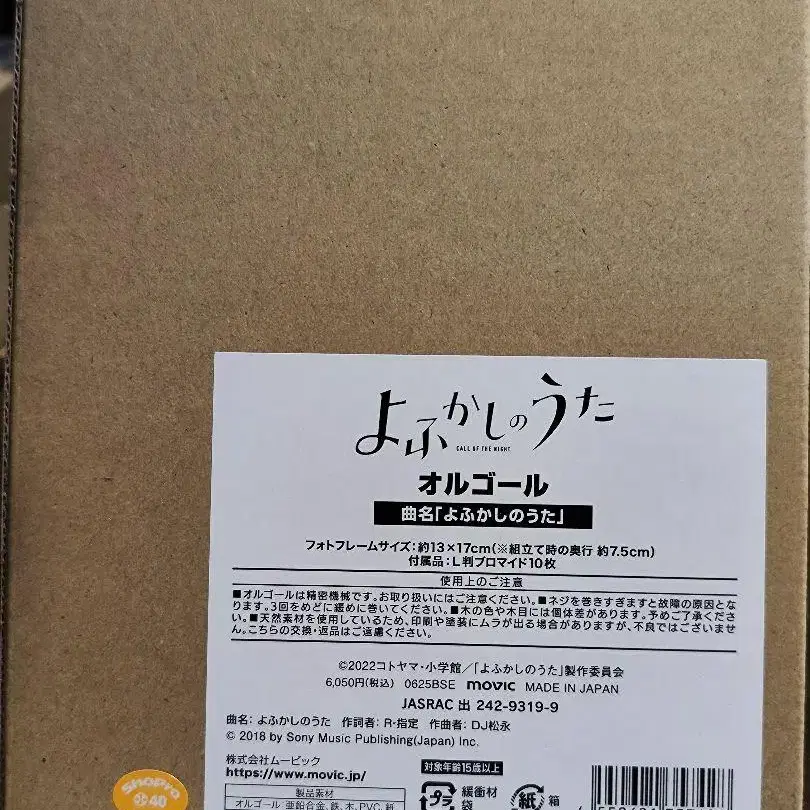 よふかしのうた
CALL OF THE NIGHT
オルゴール
曲名「よふかしのうた」
フォトフレームサイズ：約13×17cm（※組立て時の奥行 約7.5cm）
付属品：L判ブロマイド10枚
使用上のご注意
■オルゴールは精密機械です。お取り扱いにはご注意ください。■ネジを巻きすぎますと故障の原因とな
ります。3回をめどに緩めに巻いてください。■木の色や木目には個体差があります。予めご了承くださ
い。■天然素材を使用しているため、印刷や塗装にムラが出る場合がありますが、不良ではございませ
ん。こちらの交換・返品はご遠慮ください。
©2022コトヤマ・小学館／「よふかしのうた」製作委員会
6,050円（税込） 0625BSE movic MADE IN JAPAN
JASRAC 出 242-9319-9
曲名： よふかしのうた 作詞者： R-指定 作曲者： DJ松永
© 2018 by Sony Music Publishing(Japan) Inc.
株式会社ムービック
https://www.movic.jp/
対象年齢15歳以上
製品素材
オルゴール：亜鉛合金、鉄、木、PVC、紙
プラ
緩衝材
袋
紙
箱
ShoPro
40